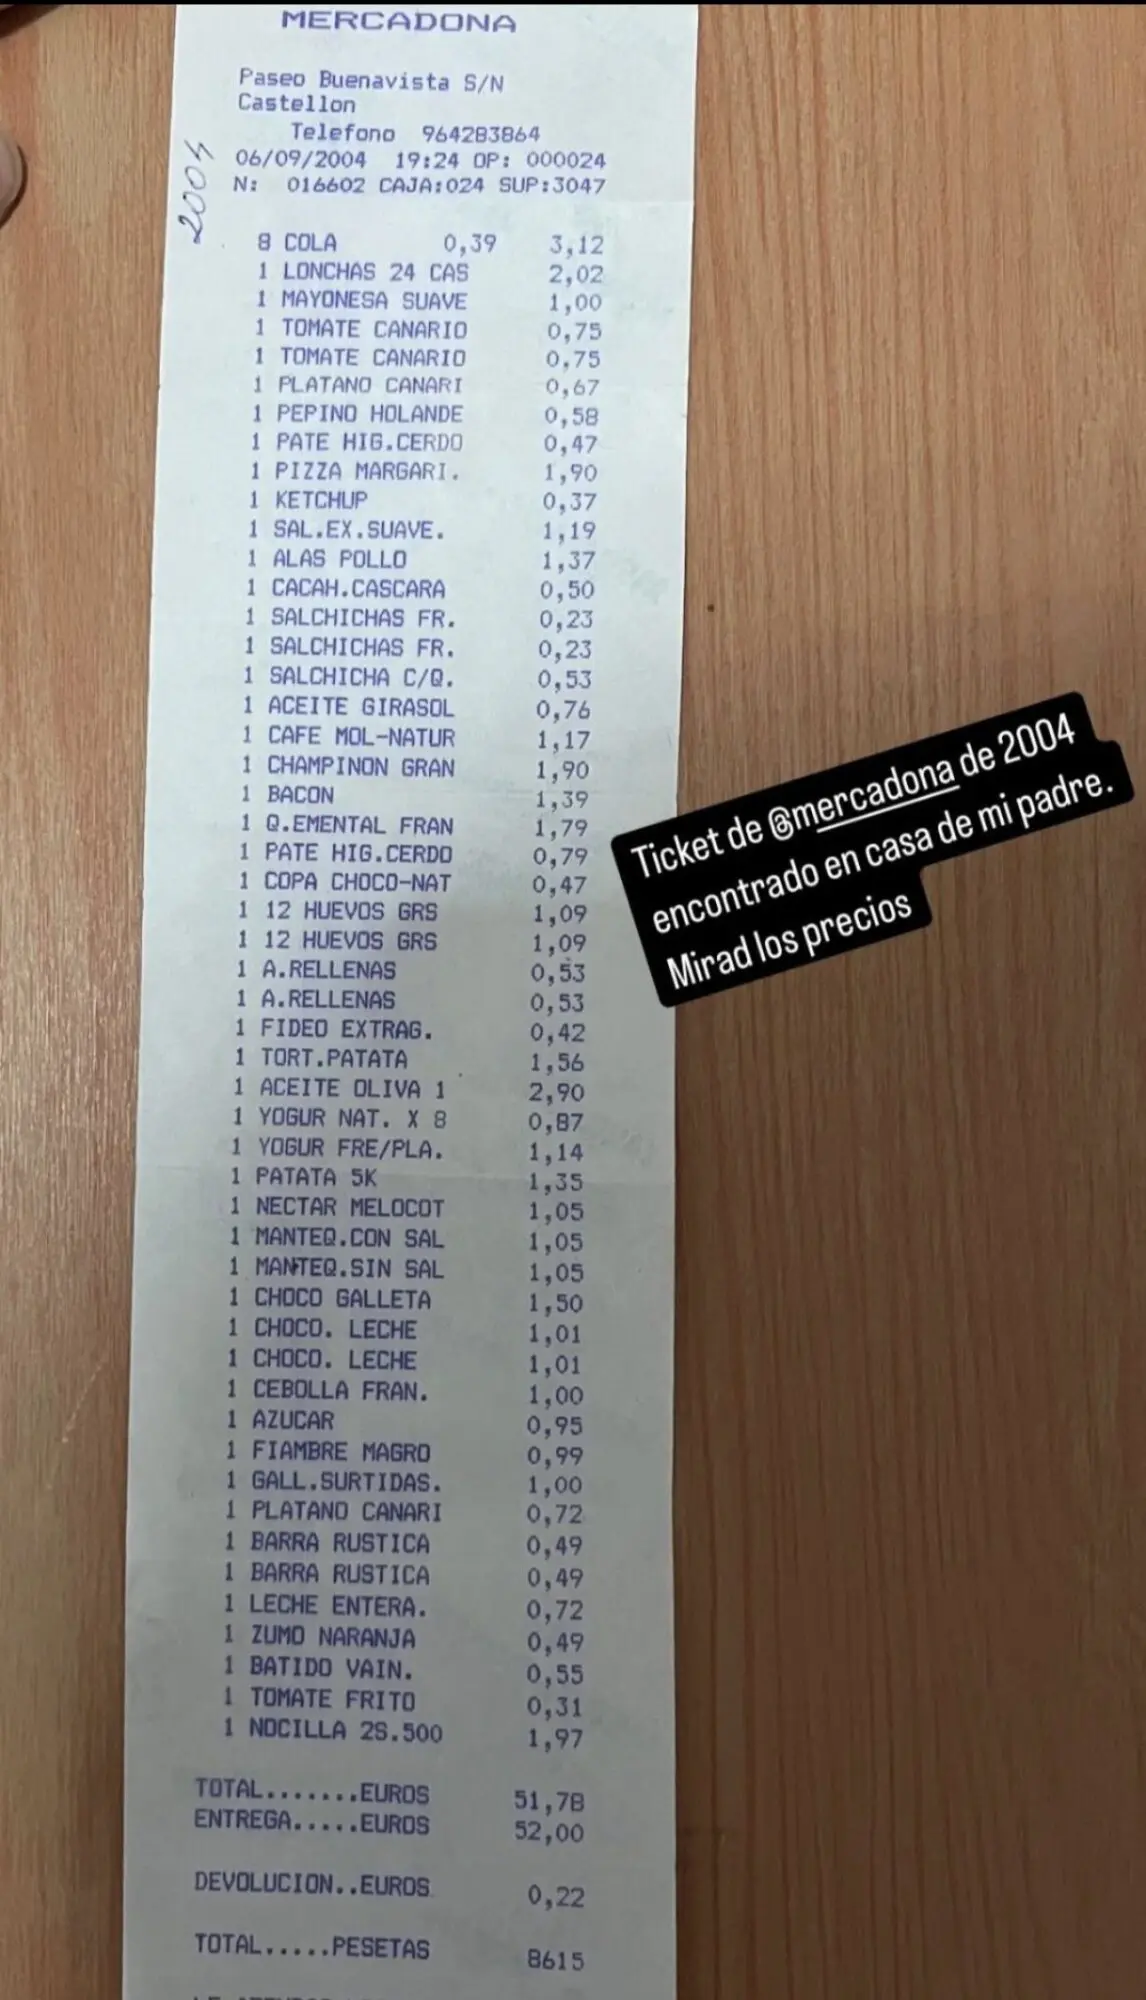 MERCADONA
Paseo Buenavista S/N
Castellon
Telefono 964283864
06/09/2004 19:24 OP: 000024
N: 016602 CAJA:024 SUP:3047
2004
8 COLA 0,39 3,12
1 LONCHAS 24 CAS 2,02
1 MAYONESA SUAVE 1,00
1 TOMATE CANARIO 0,75
1 TOMATE CANARIO 0,75
1 PLATANO CANARI 0,67
1 PEPINO HOLANDE 0,58
1 PATE HIG.CERDO 0,47
1 PIZZA MARGARI. 1,90
1 KETCHUP 0,37
1 SAL.EX.SUAVE. 1,19
1 ALAS POLLO 1,37
1 CACAH.CASCARA 0,50
1 SALCHICHAS FR. 0,23
1 SALCHICHAS FR. 0,23
1 SALCHICHA C/Q. 0,53
1 ACEITE GIRASOL 0,76
1 CAFE MOL-NATUR 1,17
1 CHAMPINON GRAN 1,90
1 BACON 1,39
1 Q.EMENTAL FRAN 1,79
1 PATE HIG.CERDO 0,79
1 COPA CHOCO-NAT 0,47
1 12 HUEVOS GRS 1,09
1 12 HUEVOS GRS 1,09
1 A.RELLENAS 0,53
1 A.RELLENAS 0,53
1 FIDEO EXTRAG. 0,42
1 TORT.PATATA 1,56
1 ACEITE OLIVA 1 2,90
1 YOGUR NAT. X 8 0,87
1 YOGUR FRE/PLA. 1,14
1 PATATA 5K 1,35
1 NECTAR MELOCOT 1,05
1 MANTEQ.CON SAL 1,05
1 MANTEQ.SIN SAL 1,05
1 CHOCO GALLETA 1,50
1 CHOCO. LECHE 1,01
1 CHOCO. LECHE 1,01
1 CEBOLLA FRAN. 1,00
1 AZUCAR 0,95
1 FIAMBRE MAGRO 0,99
1 GALL.SURTIDAS. 1,00
1 PLATANO CANARI 0,72
1 BARRA RUSTICA 0,49
1 BARRA RUSTICA 0,49
1 LECHE ENTERA. 0,72
1 ZUMO NARANJA 0,49
1 BATIDO VAIN. 0,55
1 TOMATE FRITO 0,31
1 NOCILLA 2S.500 1,97
TOTAL.......EUROS 51,78
ENTREGA.....EUROS 52,00
DEVOLUCION..EUROS 0,22
TOTAL.....PESETAS 8615
Ticket de @mercadona de 2004
encontrado en casa de mi padre.
Mirad los precios